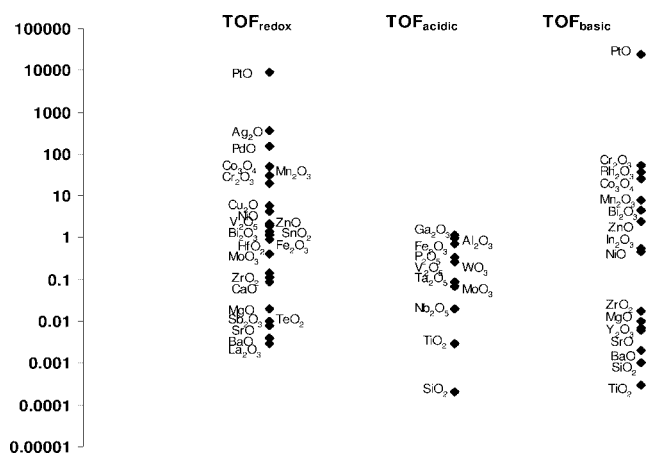 TOFredox TOFacidic TOFbasic
100000
PtO
10000
PtO
1000
Ag2O
PdO
100
Co3O4 Mn2O3
Cr2O3
Cr2O3
Rh2O3
Co3O4
10
Cu2O
NiO
V2O5 ZnO
Bi2O3 SnO2
HfO2 Fe2O3
MoO3
Ga2O3 Al2O3
Fe2O3
P2O5
V2O5 WO3
Ta2O5
MoO3
Mn2O3
Bi2O3
ZnO
In2O3
NiO
1
0.1
ZrO2
CaO
Nb2O5
ZrO2
MgO
Y2O3
SrO
0.01
MgO
Sb2O3 TeO2
SrO
BaO
La2O3
TiO2
BaO
SiO2
0.001
SiO2
TiO2
0.0001
0.00001